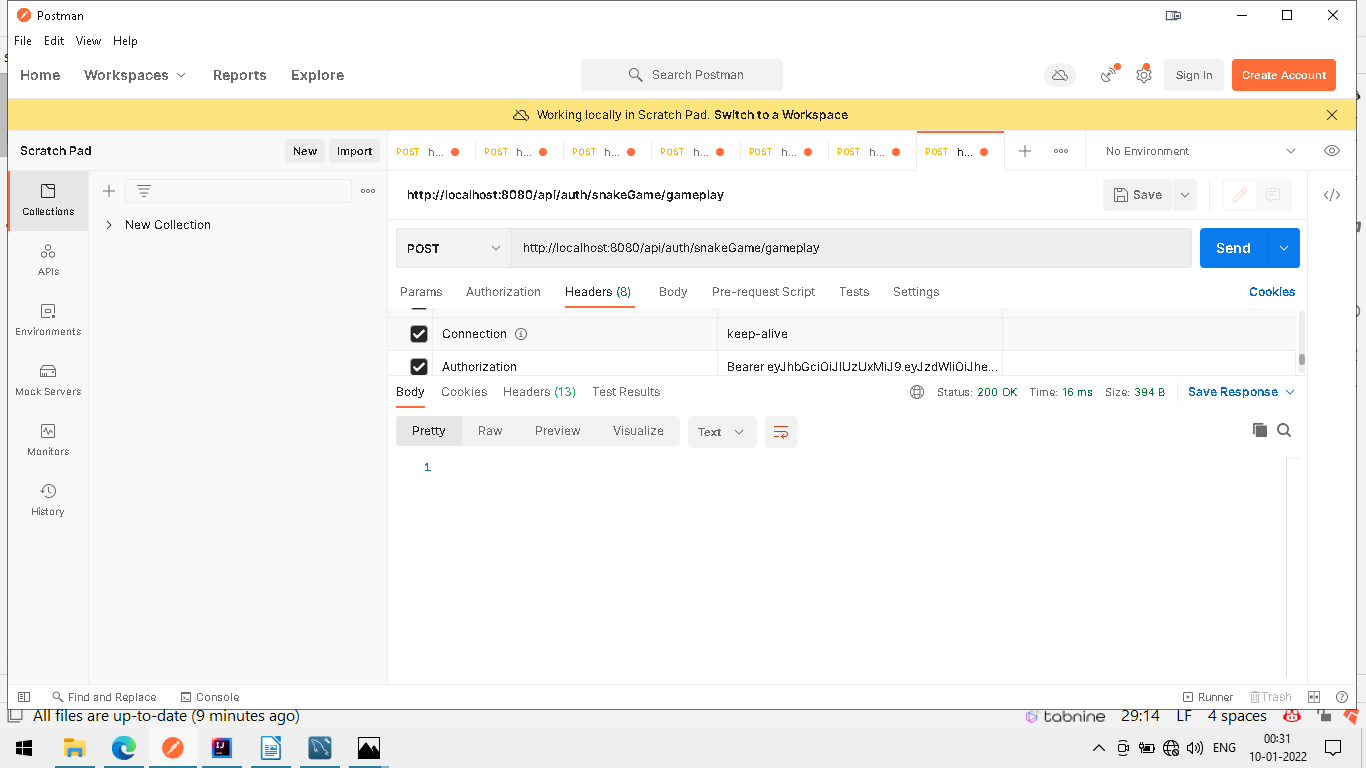 Postman
File Edit View Help
Home Workspaces Reports Explore Search Postman Sign In Create Account
Working locally in Scratch Pad. Switch to a Workspace
Scratch Pad New Import
POST h... POST h... POST h... POST h... POST h... POST h... POST h... No Environment
Collections
New Collection
APIs
Environments
Mock Servers
Monitors
History
http://localhost:8080/api/auth/snakeGame/gameplay Save
POST http://localhost:8080/api/auth/snakeGame/gameplay Send
Params Authorization Headers (8) Body Pre-request Script Tests Settings Cookies
Connection keep-alive
Authorization Bearer eyJhbGciOiJIUzUxMiJ9.eyJzdWIiOiJhe...
Body Cookies Headers (13) Test Results Status: 200 OK Time: 16 ms Size: 394 B Save Response
Pretty Raw Preview Visualize Text
1
Find and Replace Console Runner Trash
All files are up-to-date (9 minutes ago) tabnine 29:14 LF 4 spaces
ENG 00:31
10-01-2022